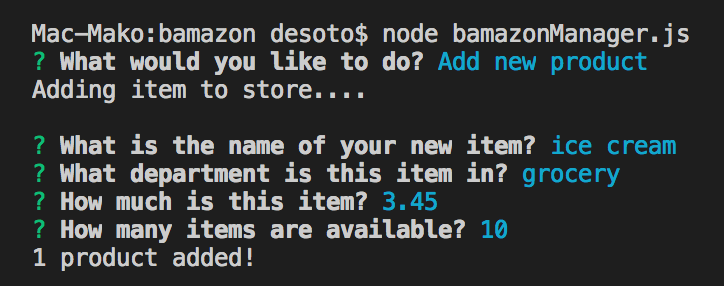 Mac-Mako:bamazon desoto$ node bamazonManager.js
? What would you like to do? Add new product
Adding item to store....
? What is the name of your new item? ice cream
? What department is this item in? grocery
? How much is this item? 3.45
? How many items are available? 10
1 product added!